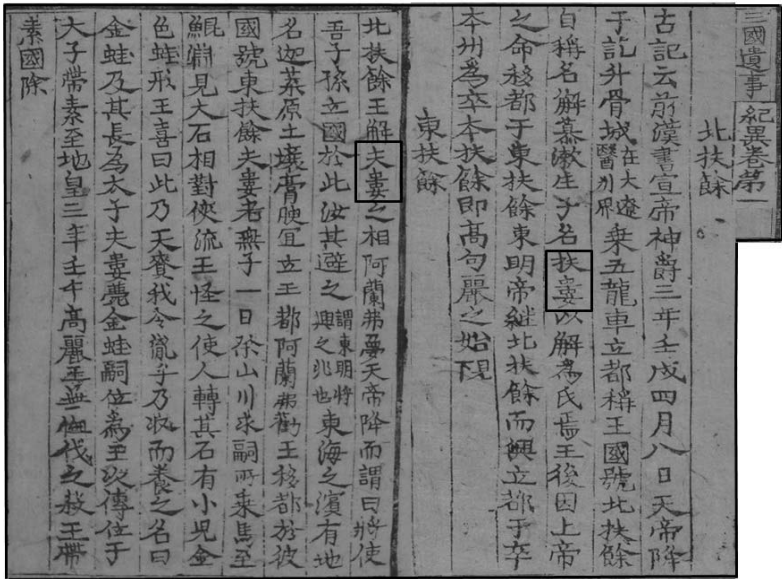 三國遺事 紀異卷第一
北扶餘
古記云前漢書宣帝神爵三年壬戌四月八日天帝降
于訖升骨城在大遼醫州界乗五龍車立都稱王國號北扶餘
自稱名解慕漱生子名扶婁以解爲氏焉王後因上帝
之命移都于東扶餘東明帝継北扶餘而興立都于卒
夲州爲卒夲扶餘即髙句麗之始下見
東扶餘
北扶餘王解夫婁之相阿蘭弗夢天帝降而謂曰將使
吾子孫立國於此汝其避之謂東明將興之兆也東海之濱有地
名迦葉原土壤膏腴冝立王都阿蘭弗勸王移都於彼
國號東扶餘夫婁老無子一日祭山川求嗣所乗馬至
鯤淵見大石相對俠流王怪之使人轉其石有小児金
色蛙形王喜曰此乃天賚我令胤乎乃收而養之名曰
金蛙及其長爲太子夫婁薨金蛙嗣位爲王次傳位于
大子帶素至地皇三年壬午高麗王無恤伐之殺王帶
素國除